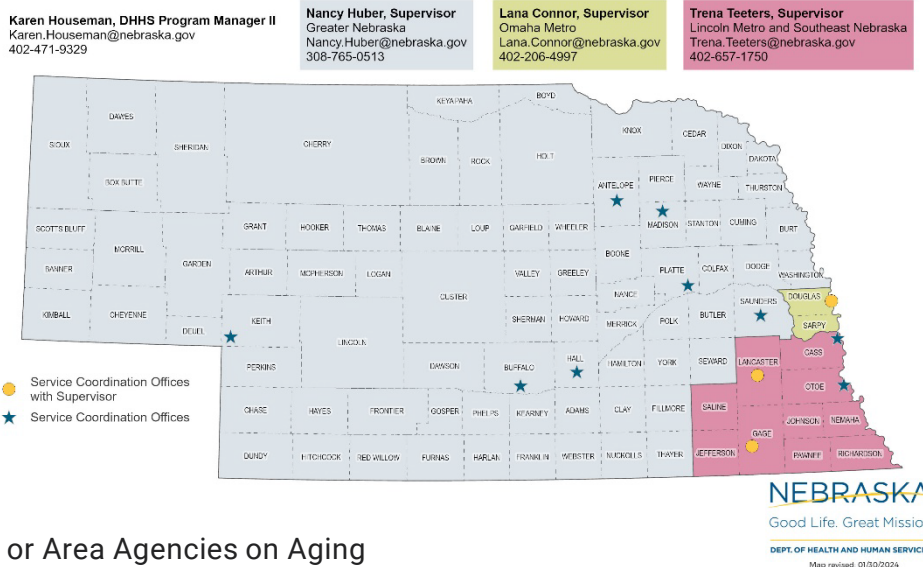 Karen Houseman, DHHS Program Manager II
Karen.Houseman@nebraska.gov
402-471-9329
Nancy Huber, Supervisor
Greater Nebraska
Nancy.Huber@nebraska.gov
308-765-0513
Lana Connor, Supervisor
Omaha Metro
Lana.Connor@nebraska.gov
402-206-4997
Trena Teeters, Supervisor
Lincoln Metro and Southeast Nebraska
Trena.Teeters@nebraska.gov
402-657-1750
SIOUX
DAWES
BOX BUTTE
SHERIDAN
CHERRY
KEYA PAHA
BOYD
BROWN
ROCK
HOLT
KNOX
CEDAR
DIXON
DAKOTA
ANTELOPE
PIERCE
WAYNE
THURSTON
SCOTTS BLUFF
MORRILL
GARDEN
GRANT
HOOKER
THOMAS
BLAINE
LOUP
GARFIELD
WHEELER
MADISON
STANTON
CUMING
BURT
BANNER
ARTHUR
MCPHERSON
LOGAN
CUSTER
VALLEY
GREELEY
BOONE
PLATTE
COLFAX
DODGE
WASHINGTON
KIMBALL
CHEYENNE
DEUEL
KEITH
LINCOLN
SHERMAN
HOWARD
NANCE
MERRICK
POLK
BUTLER
SAUNDERS
DOUGLAS
SARPY
PERKINS
DAWSON
BUFFALO
HALL
HAMILTON
YORK
SEWARD
LANCASTER
CASS
OTOE
CHASE
HAYES
FRONTIER
GOSPER
PHELPS
KEARNEY
ADAMS
CLAY
FILLMORE
SALINE
GAGE
JOHNSON
NEMAHA
DUNDY
HITCHCOCK
RED WILLOW
FURNAS
HARLAN
FRANKLIN
WEBSTER
NUCKOLLS
THAYER
JEFFERSON
PAWNEE
RICHARDSON
Service Coordination Offices
with Supervisor
Service Coordination Offices
NEBRASKA
Good Life. Great Missio
DEPT. OF HEALTH AND HUMAN SERVICE
Map revised, 01/30/2024
or Area Agencies on Aging